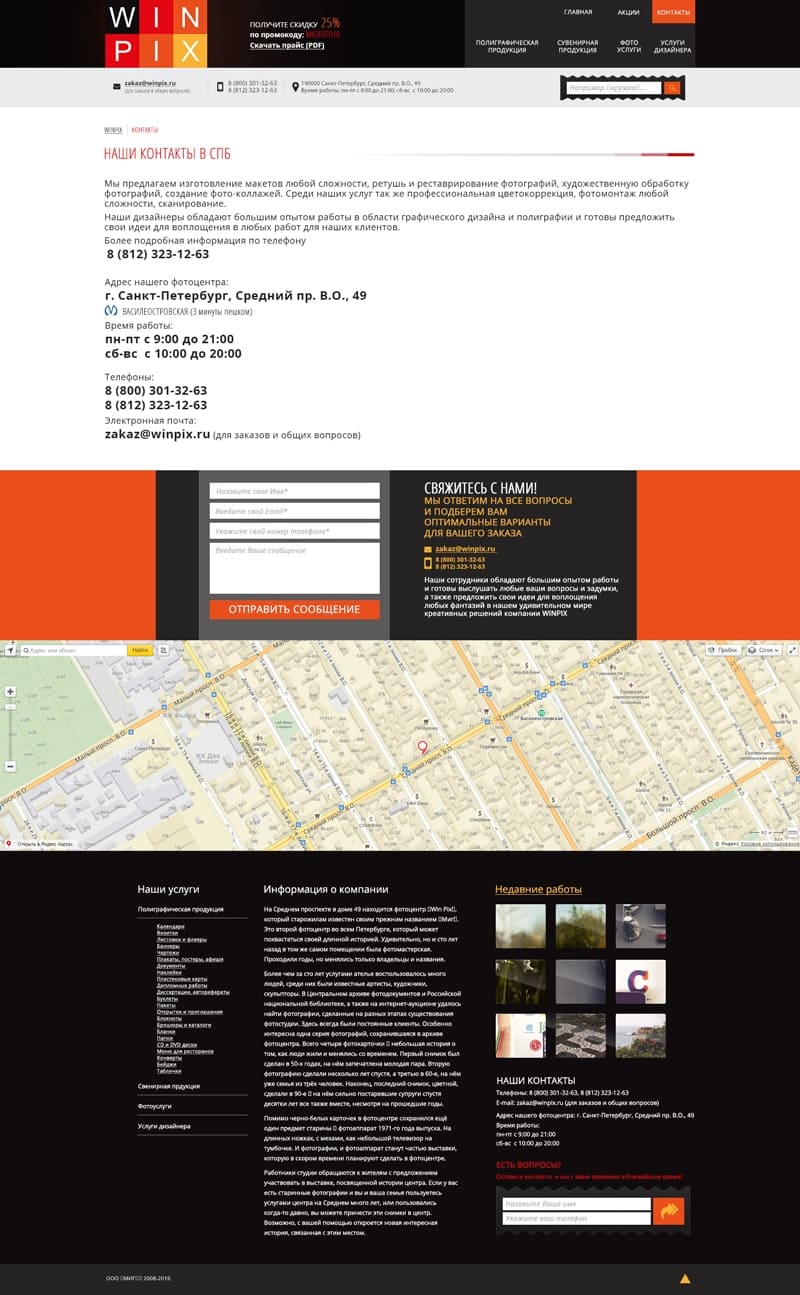 WIN
PIX
ПОЛУЧИТЕ СКИДКУ 25%
по промокоду: MIGFOTO15
Скачать прайс (PDF)
ГЛАВНАЯ АКЦИИ КОНТАКТЫ
ПОЛИГРАФИЧЕСКАЯ ПРОДУКЦИЯ
СУВЕНИРНАЯ ПРОДУКЦИЯ
ФОТО УСЛУГИ
УСЛУГИ ДИЗАЙНЕРА
zakaz@winpix.ru
(для заказов и общих вопросов)
8 (800) 301-32-63
8 (812) 323-12-63
190000 Санкт-Петербург, Средний пр. В.О., 49
Время работы: пн-пт с 9:00 до 21:00; сб-вс с 10:00 до 20:00
WINPIX КОНТАКТЫ
НАШИ КОНТАКТЫ В СПБ
Мы предлагаем изготовление макетов любой сложности, ретушь и реставрирование фотографий, художественную обработку
фотографий, создание фото-коллажей. Среди наших услуг так же профессиональная цветокоррекция, фотомонтаж любой
сложности, сканирование.
Наши дизайнеры обладают большим опытом работы в области графического дизайна и полиграфии и готовы предложить
свои идеи для воплощения в любых работ для наших клиентов.
Более подробная информация по телефону
8 (812) 323-12-63
Адрес нашего фотоцентра:
г. Санкт-Петербург, Средний пр. В.О., 49
ВАСИЛЕОСТРОВСКАЯ (3 минуты пешком)
Время работы:
пн-пт с 9:00 до 21:00
сб-вс с 10:00 до 20:00
Телефоны:
8 (800) 301-32-63
8 (812) 323-12-63
Электронная почта:
zakaz@winpix.ru (для заказов и общих вопросов)
Назовите свое Имя*
Введите свой Email*
Укажите свой номер телефона*
Введите Ваше сообщение
ОТПРАВИТЬ СООБЩЕНИЕ
СВЯЖИТЕСЬ С НАМИ!
МЫ ОТВЕТИМ НА ВСЕ ВОПРОСЫ
И ПОДБЕРЕМ ВАМ
ОПТИМАЛЬНЫЕ ВАРИАНТЫ
ДЛЯ ВАШЕГО ЗАКАЗА
zakaz@winpix.ru
8 (800) 301-32-63
8 (812) 323-12-63
Наши сотрудники обладают большим опытом работы
и готовы выслушать любые ваши вопросы и задумки,
а также предложить свои идеи для воплощения
любых фантазий в нашем удивительном мире
креативных решений компании WINPIX
Адрес или объект
Найти
Пробки
Слои
Малый просп. В.О.
Средний просп. В.О.
Большой просп. В.О.
Василеостровская
Открыть в Яндекс.Картах
© Яндекс Условия использования
Наши услуги
Полиграфическая продукция
Календари
Визитки
Листовки и флаеры
Баннеры
Чертежи
Плакаты, постеры, афиши
Документы
Наклейки
Пластиковые карты
Дипломные работы
Диссертации, авторефераты
Буклеты
Пакеты
Открытки и приглашения
Блокноты
Брошюры и каталоги
Бланки
Папки
CD и DVD диски
Меню для ресторанов
Конверты
Бейджи
Таблички
Свенирная прдукция
Фотоуслуги
Услуги дизайнера
Информация о компании
На Среднем проспекте в доме 49 находится фотоцентр Win Pix,
который старожилам известен своим прежним названием Миг.
Это второй фотоцентр во всем Петербурге, который может
похвастаться своей длинной историей. Удивительно, но и сто лет
назад в том же самом помещении была фотомастерская.
Проходили годы, но менялись только владельцы и названия.
Более чем за сто лет услугами ателье воспользовалось много
людей, среди них были известные артисты, художники,
скульпторы. В Центральном архиве фотодокументов и Российской
национальной библиотеке, а также на интернет-аукционе удалось
найти фотографии, сделанные на разных этапах существования
фотостудии. Здесь всегда были постоянные клиенты. Особенно
интересна одна серия фотографий, сохранившаяся в архиве
фотоцентра. Всего четыре фотокарточки небольшая история о
том, как люди жили и менялись со временем. Первый снимок был
сделан в 50-х годах, на нём запечатлена молодая пара. Вторую
фотографию сделали несколько лет спустя, а третью в 60-е, на нём
уже семья из трёх человек. Наконец, последний снимок, цветной,
сделали в 90-е на нём сильно постаревшие супруги спустя
десятки лет все также вместе, несмотря на прошедшие годы.
Помимо черно-белых карточек в фотоцентре сохранился ещё
один предмет старины фотоаппарат 1971-го года выпуска. На
длинных ножках, с мехами, как небольшой телевизор на
тумбочке. И фотографии, и фотоаппарат станут частью выставки,
которую в скором времени планируют сделать в фотоцентре.
Работники студии обращаются к жителям с предложением
участвовать в выставке, посвященной истории центра. Если у вас
есть старинные фотографии и вы и ваша семья пользуетесь
услугами центра на Среднем много лет, или пользовались
когда-то давно, вы можете принести эти снимки в центр.
Возможно, с вашей помощью откроется новая интересная
история, связанная с этим местом.
Недавние работы
НАШИ КОНТАКТЫ
Телефоны: 8 (800) 301-32-63, 8 (812) 323-12-63
E-mail: zakaz@winpix.ru (для заказов и общих вопросов)
Адрес нашего фотоцентра: г. Санкт-Петербург, Средний пр. В.О., 49
Время работы:
пн-пт с 9:00 до 21:00
сб-вс с 10:00 до 20:00
ЕСТЬ ВОПРОСЫ?
Оставьте контакты и мы с вами свяжемся в ближайшее время!
Назовите Ваше имя
Укажите ваш телефон
ООО МИГ 2008-2016